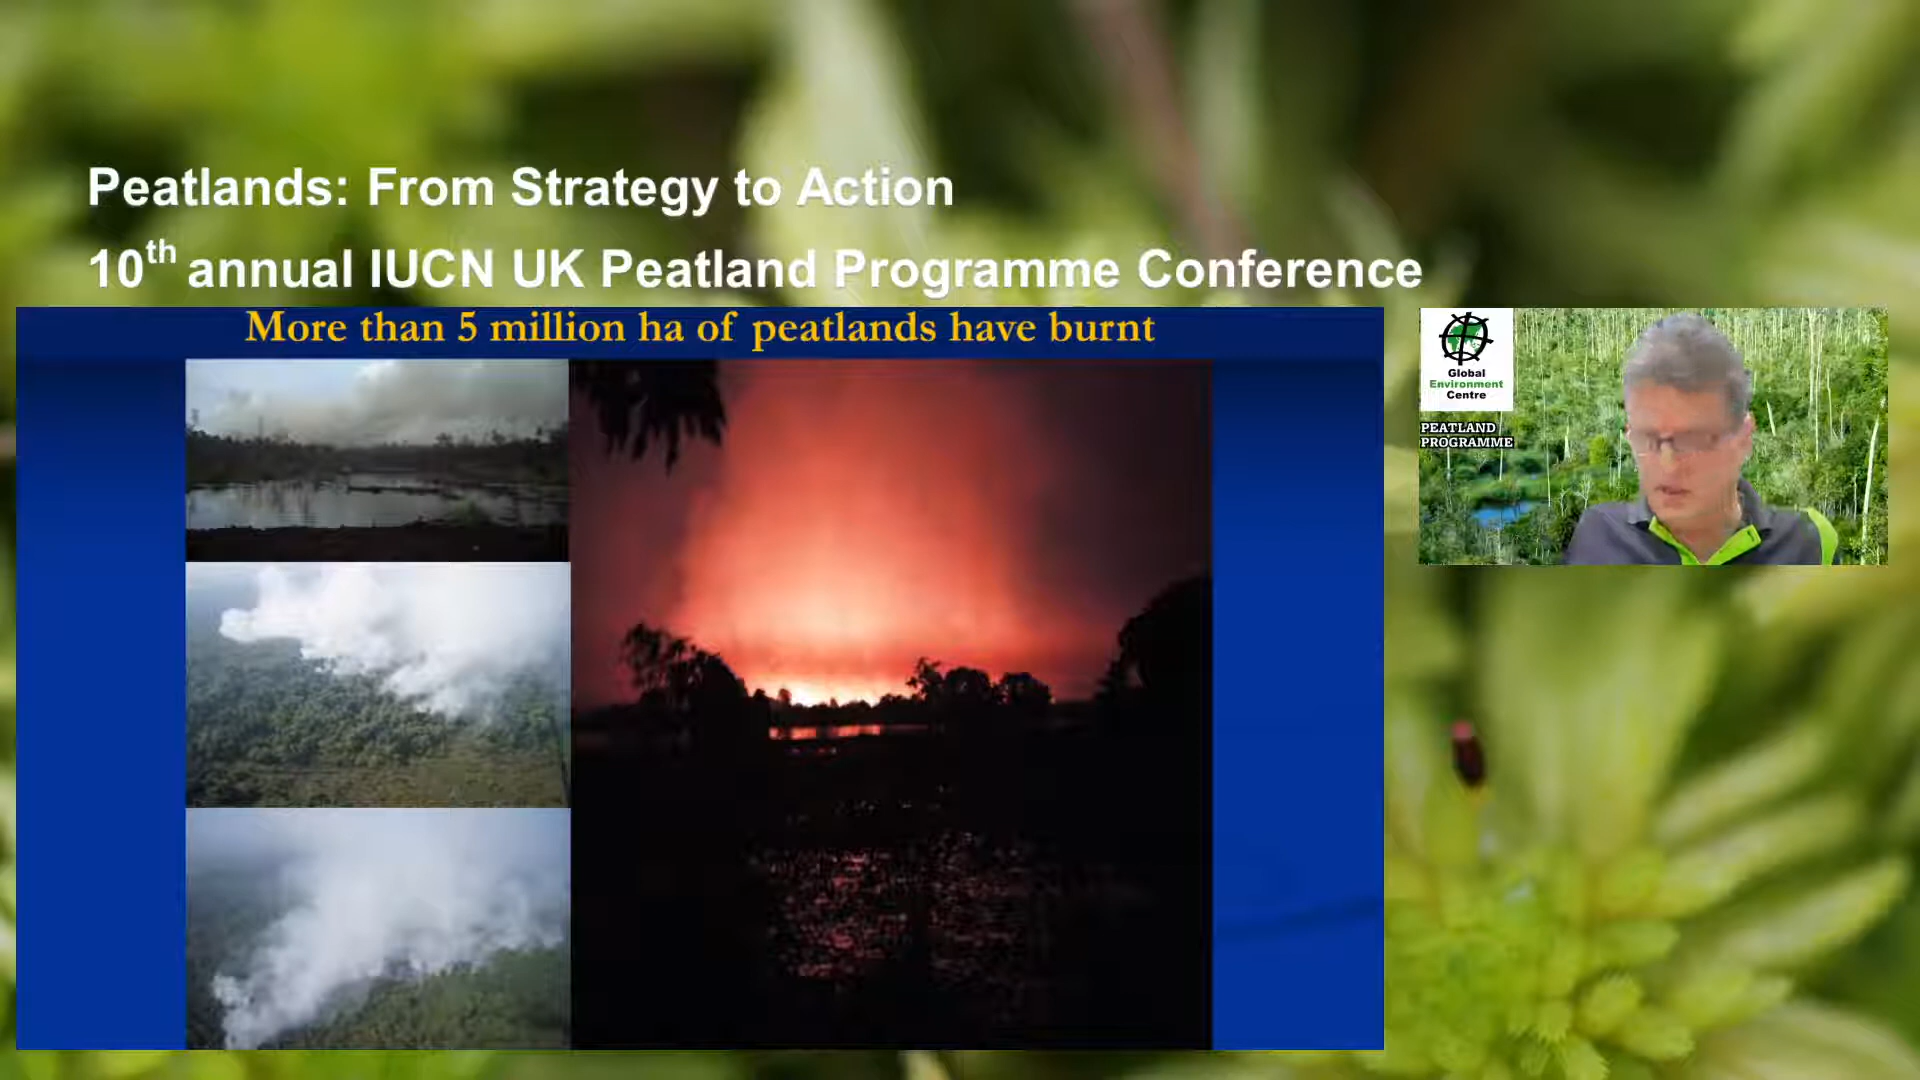 Peatlands: From Strategy to Action
10th annual IUCN UK Peatland Programme Conference
More than 5 million ha of peatlands have burnt
Global
Environment
Centre
PEATLAND
PROGRAMME